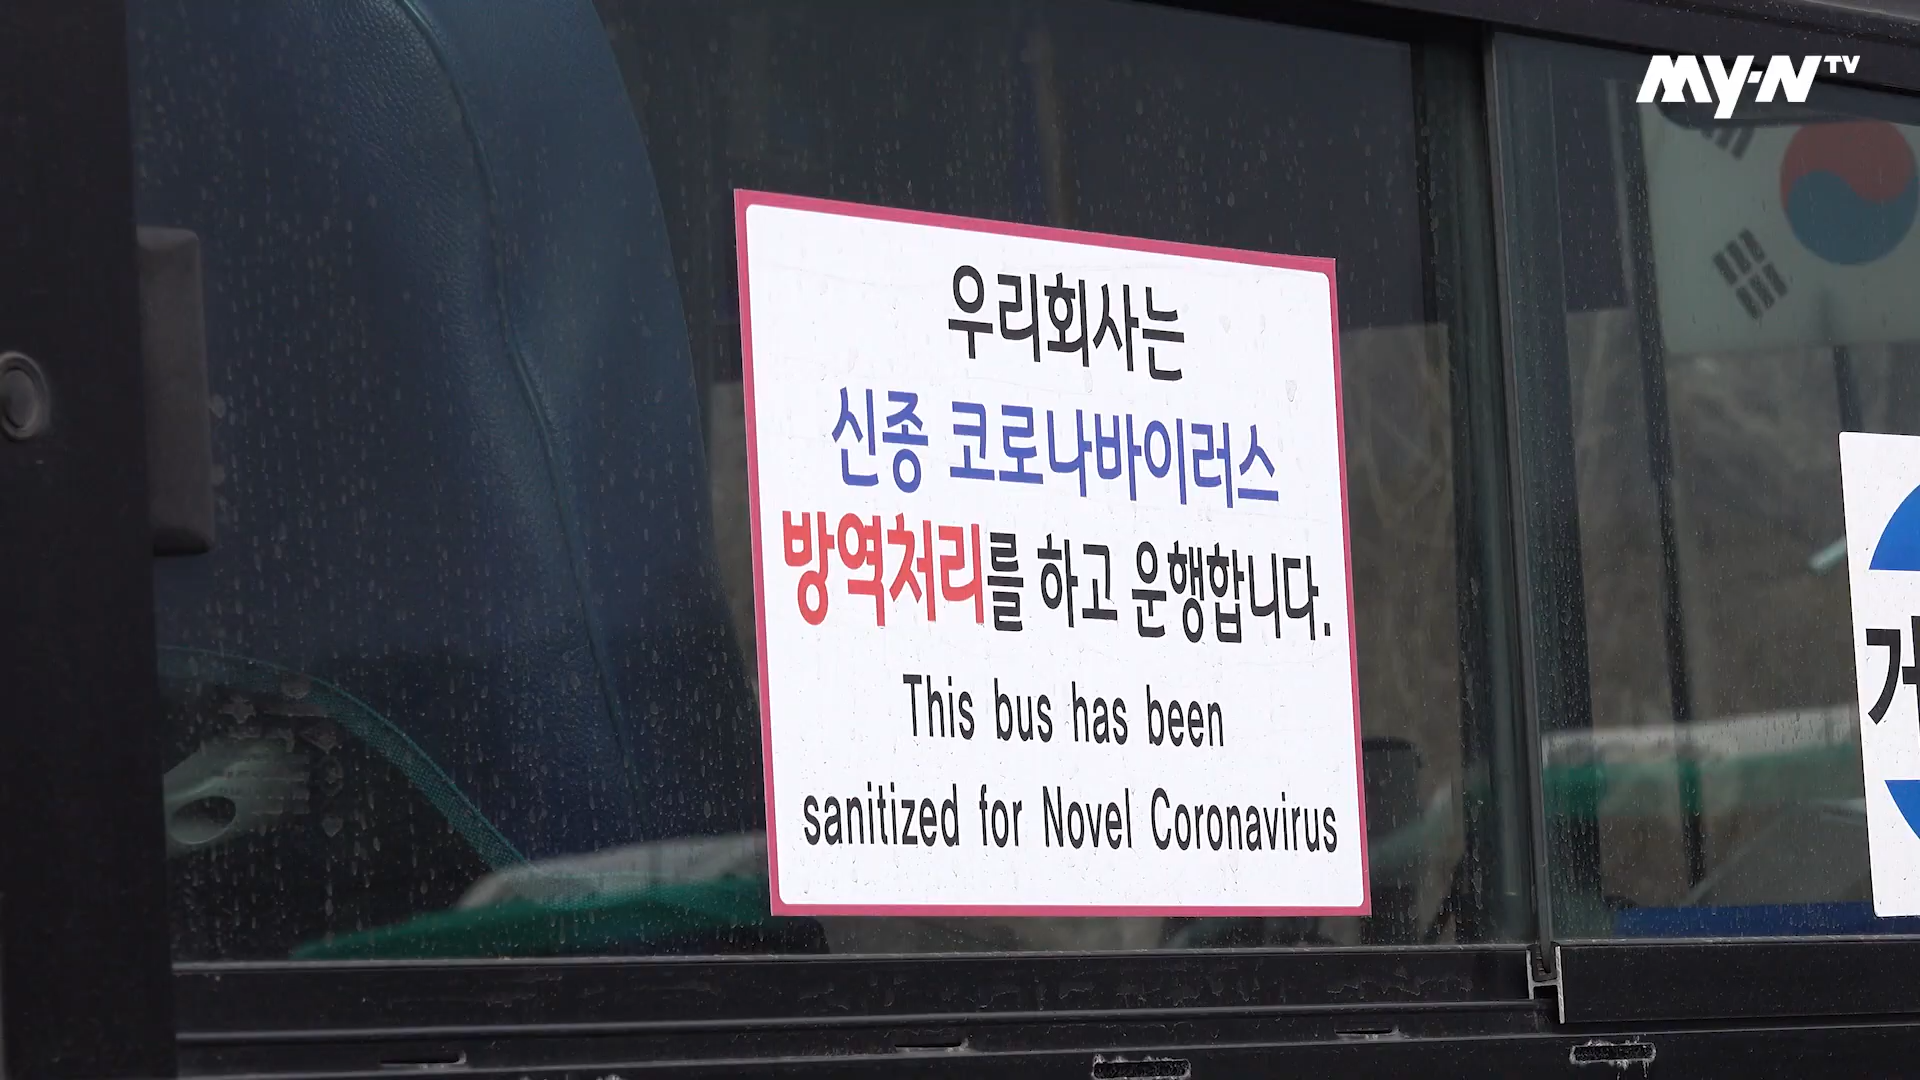 MY-N TV
우리회사는
신종 코로나바이러스
방역처리를 하고 운행합니다.
This bus has been
sanitized for Novel Coronavirus